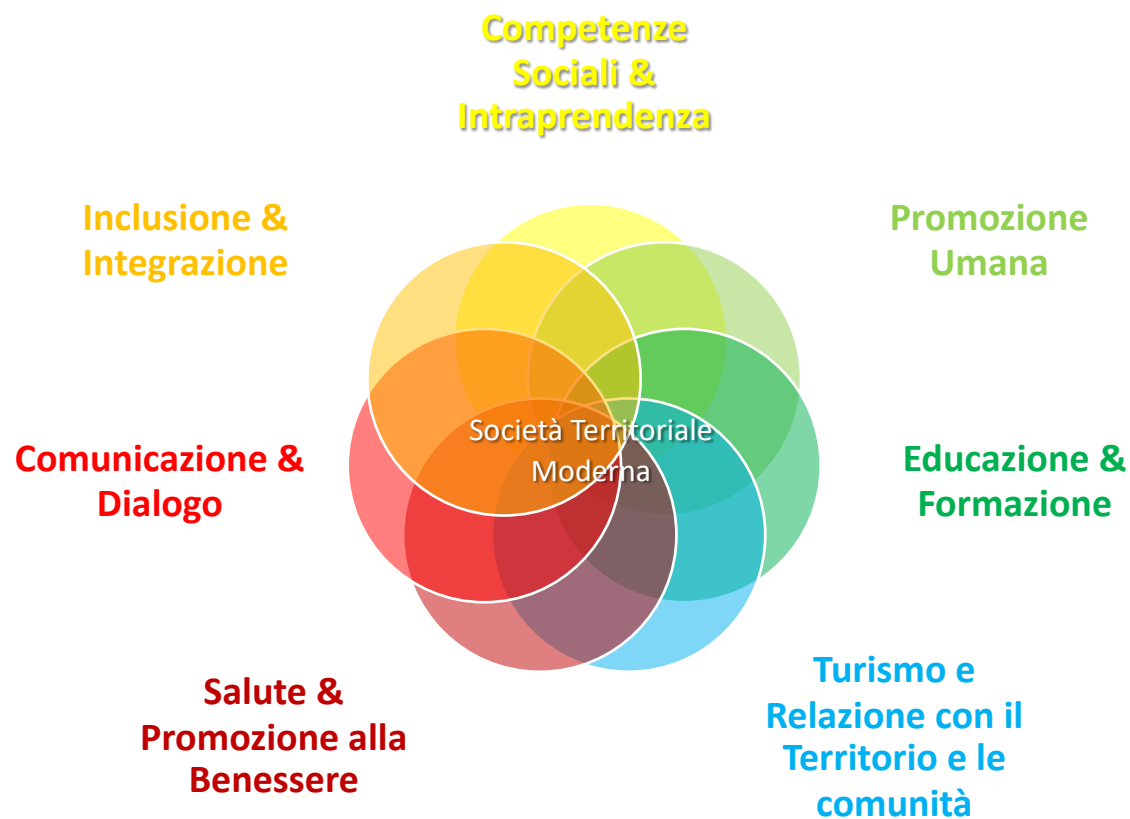 Competenze
Sociali &
Intraprendenza
Inclusione &
Integrazione
Promozione
Umana
Società Territoriale
Moderna
Comunicazione &
Dialogo
Educazione &
Formazione
Salute &
Promozione alla
Benessere
Turismo e
Relazione con il
Territorio e le
comunità